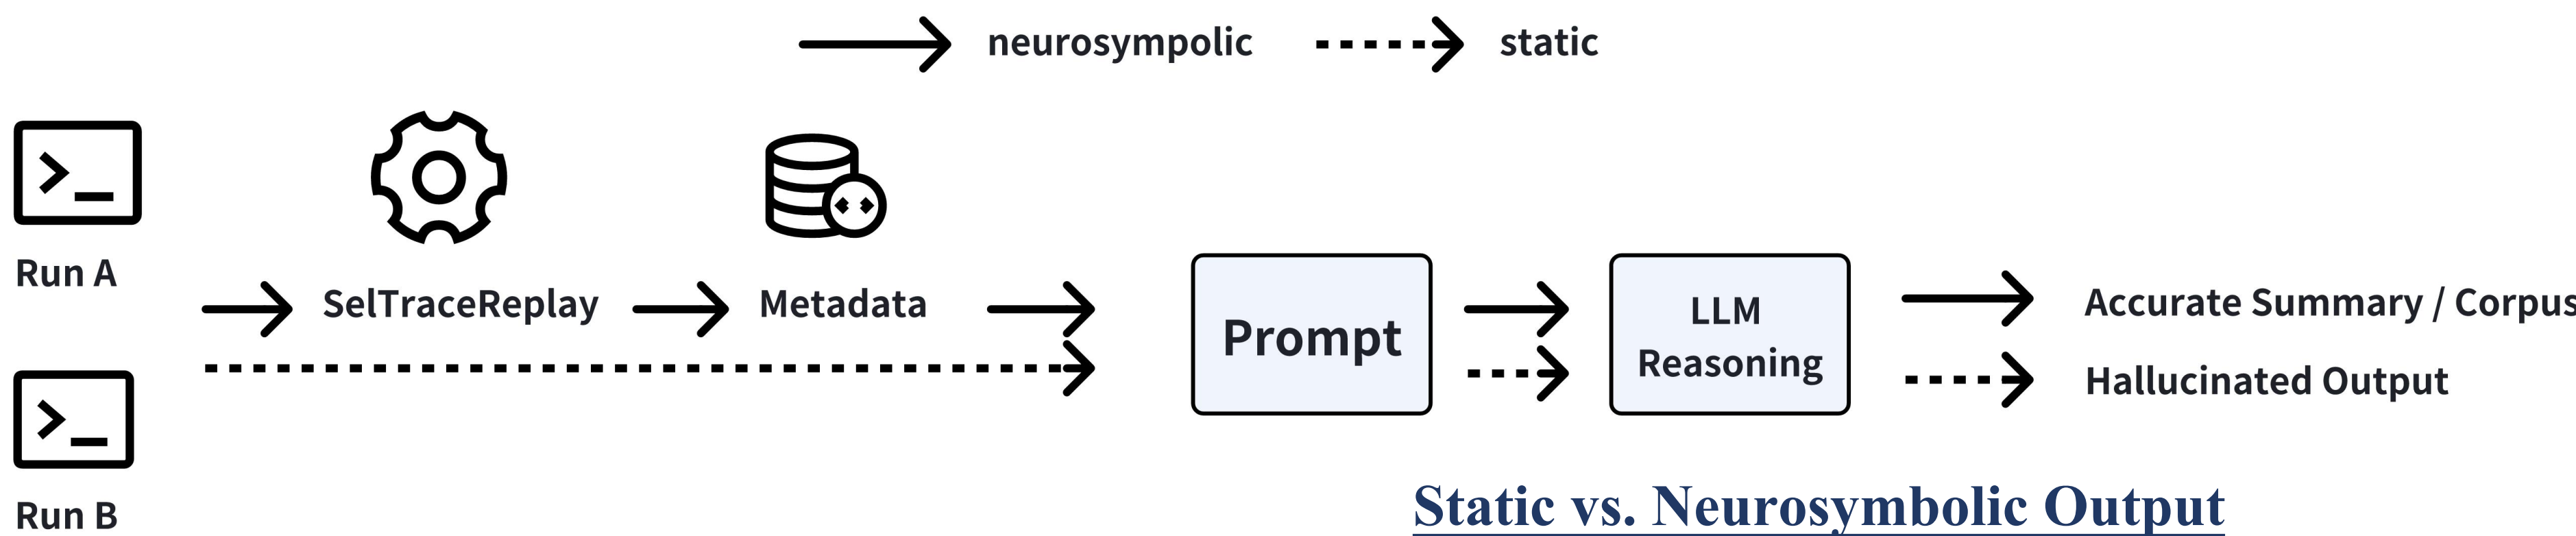 neurosympolic
static
Run A
SelTraceReplay
Metadata
Prompt
LLM
Reasoning
Accurate Summary / Corpus
Hallucinated Output
Run B
Static vs. Neurosymbolic Output